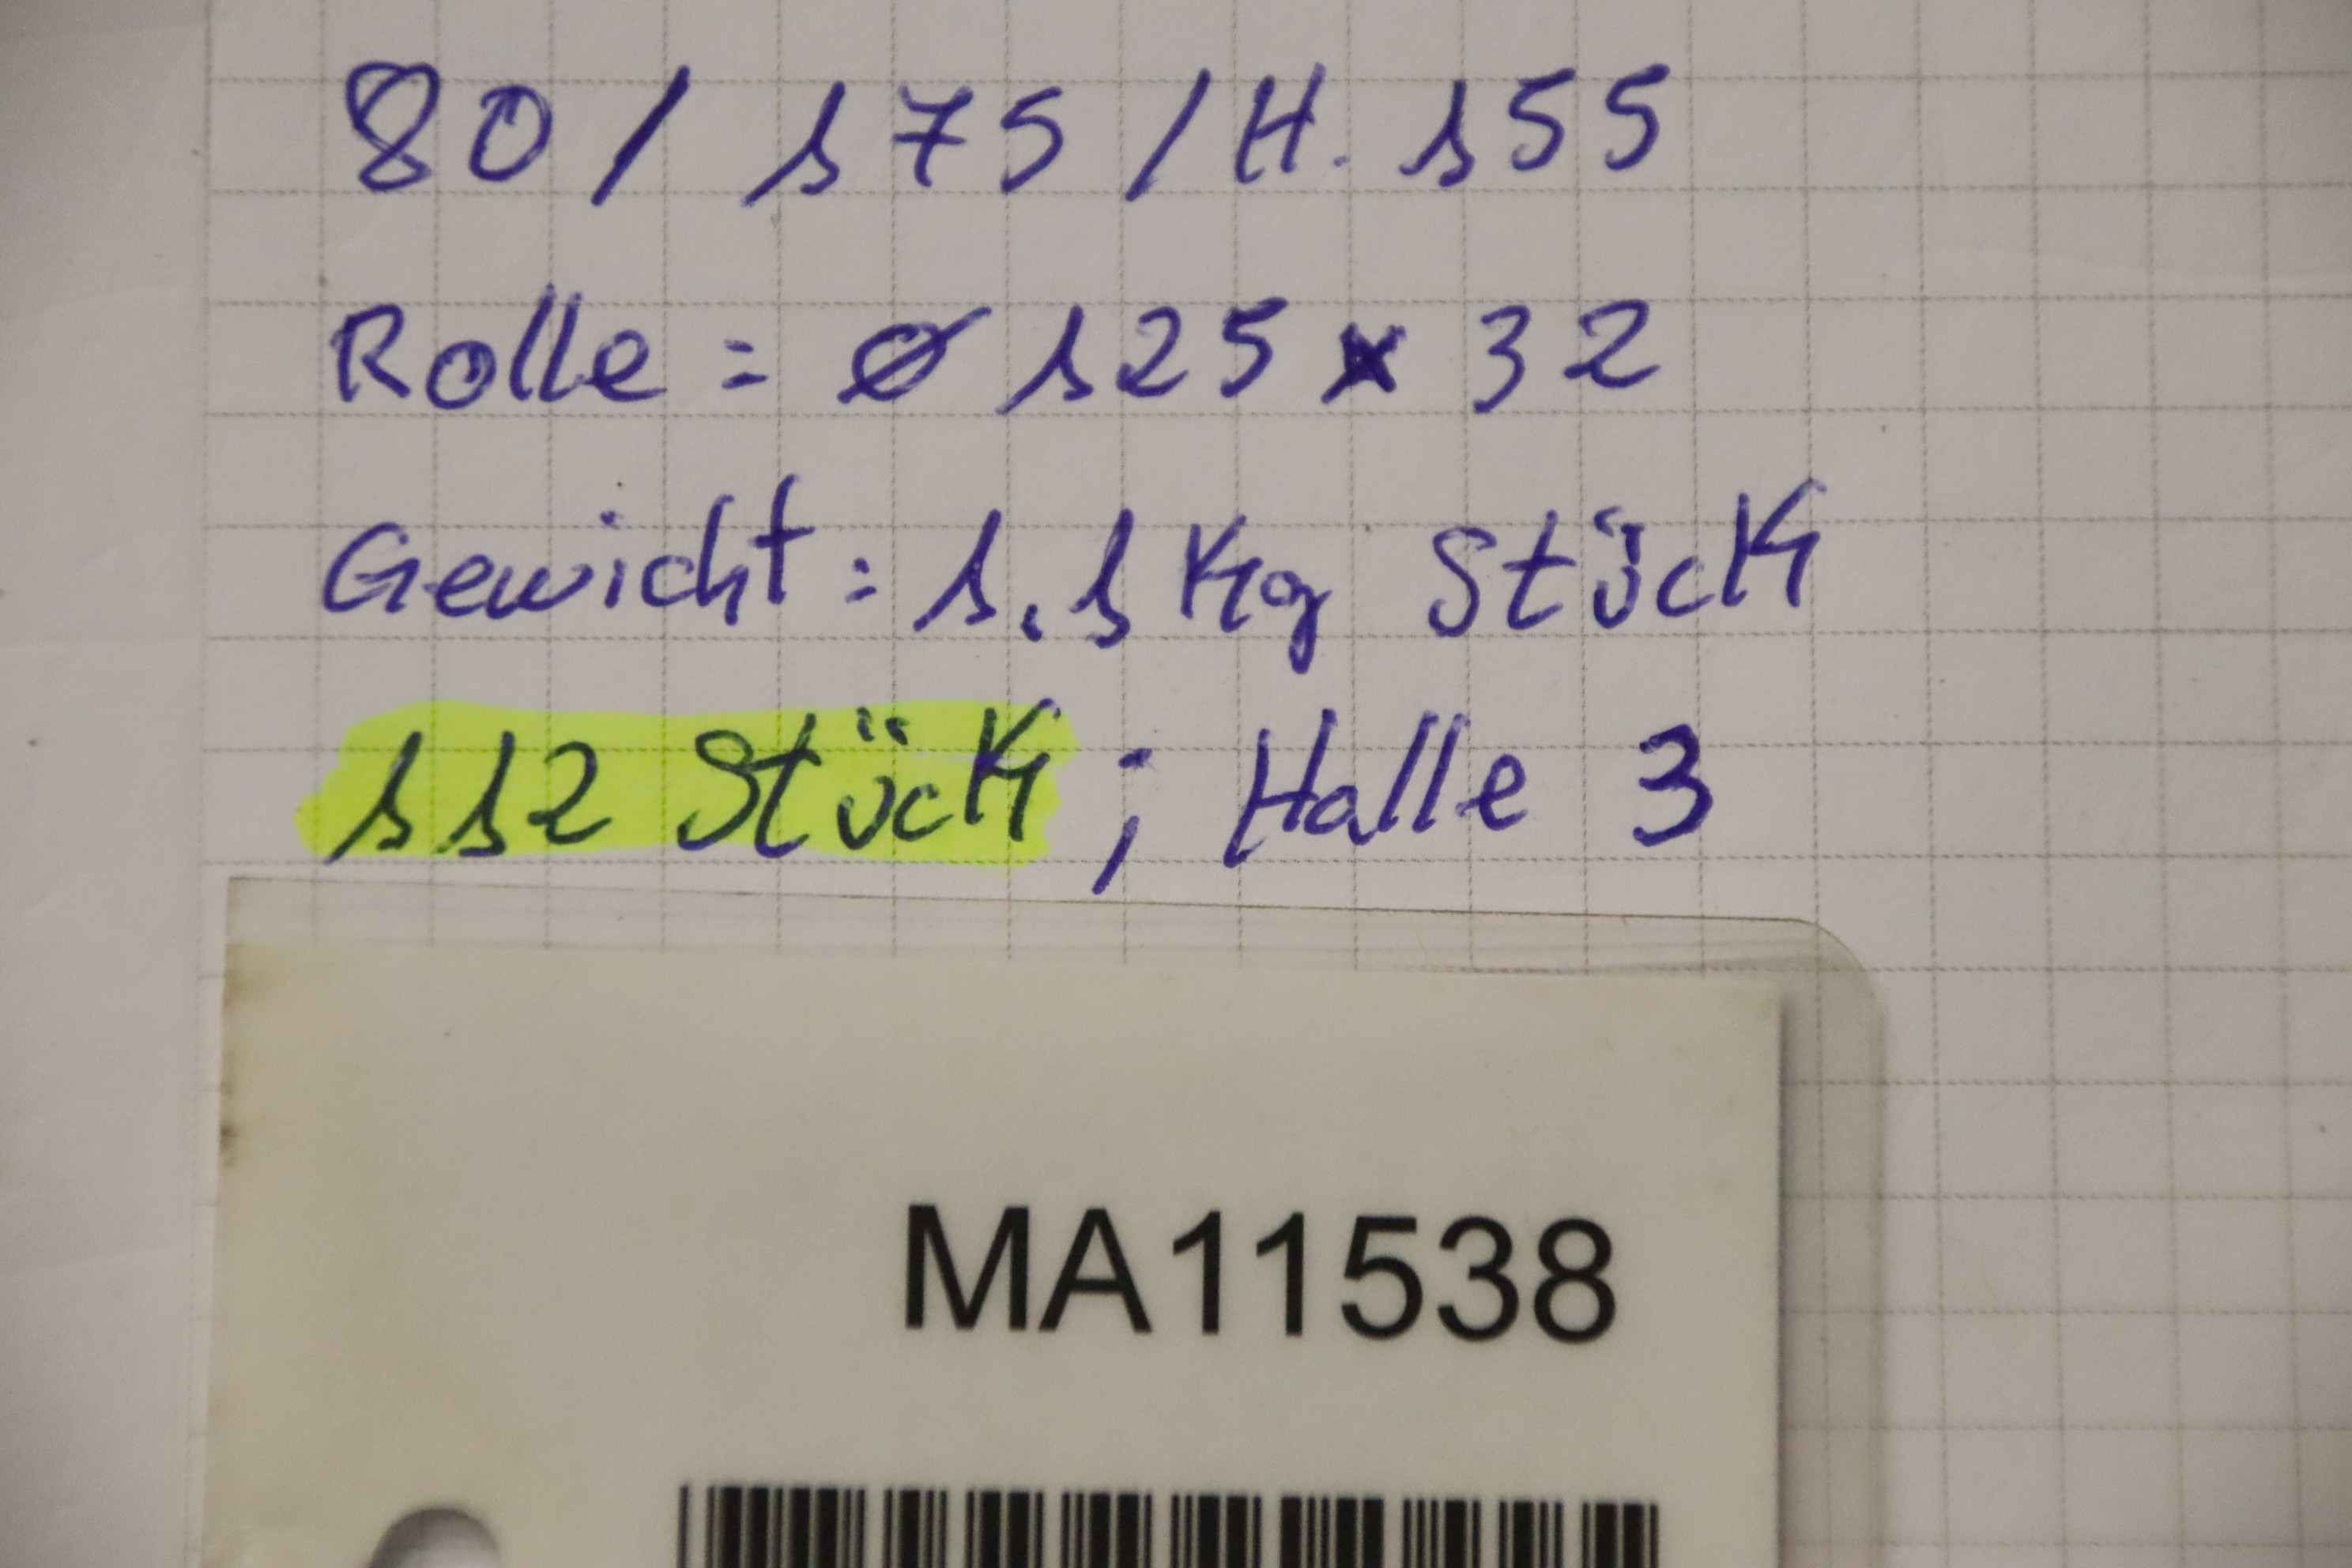 80 / 175 / H. 155
Rolle = ø 125 x 32
Gewicht: 1.1 Kg Stück
112 Stück ; Halle 3
MA11538